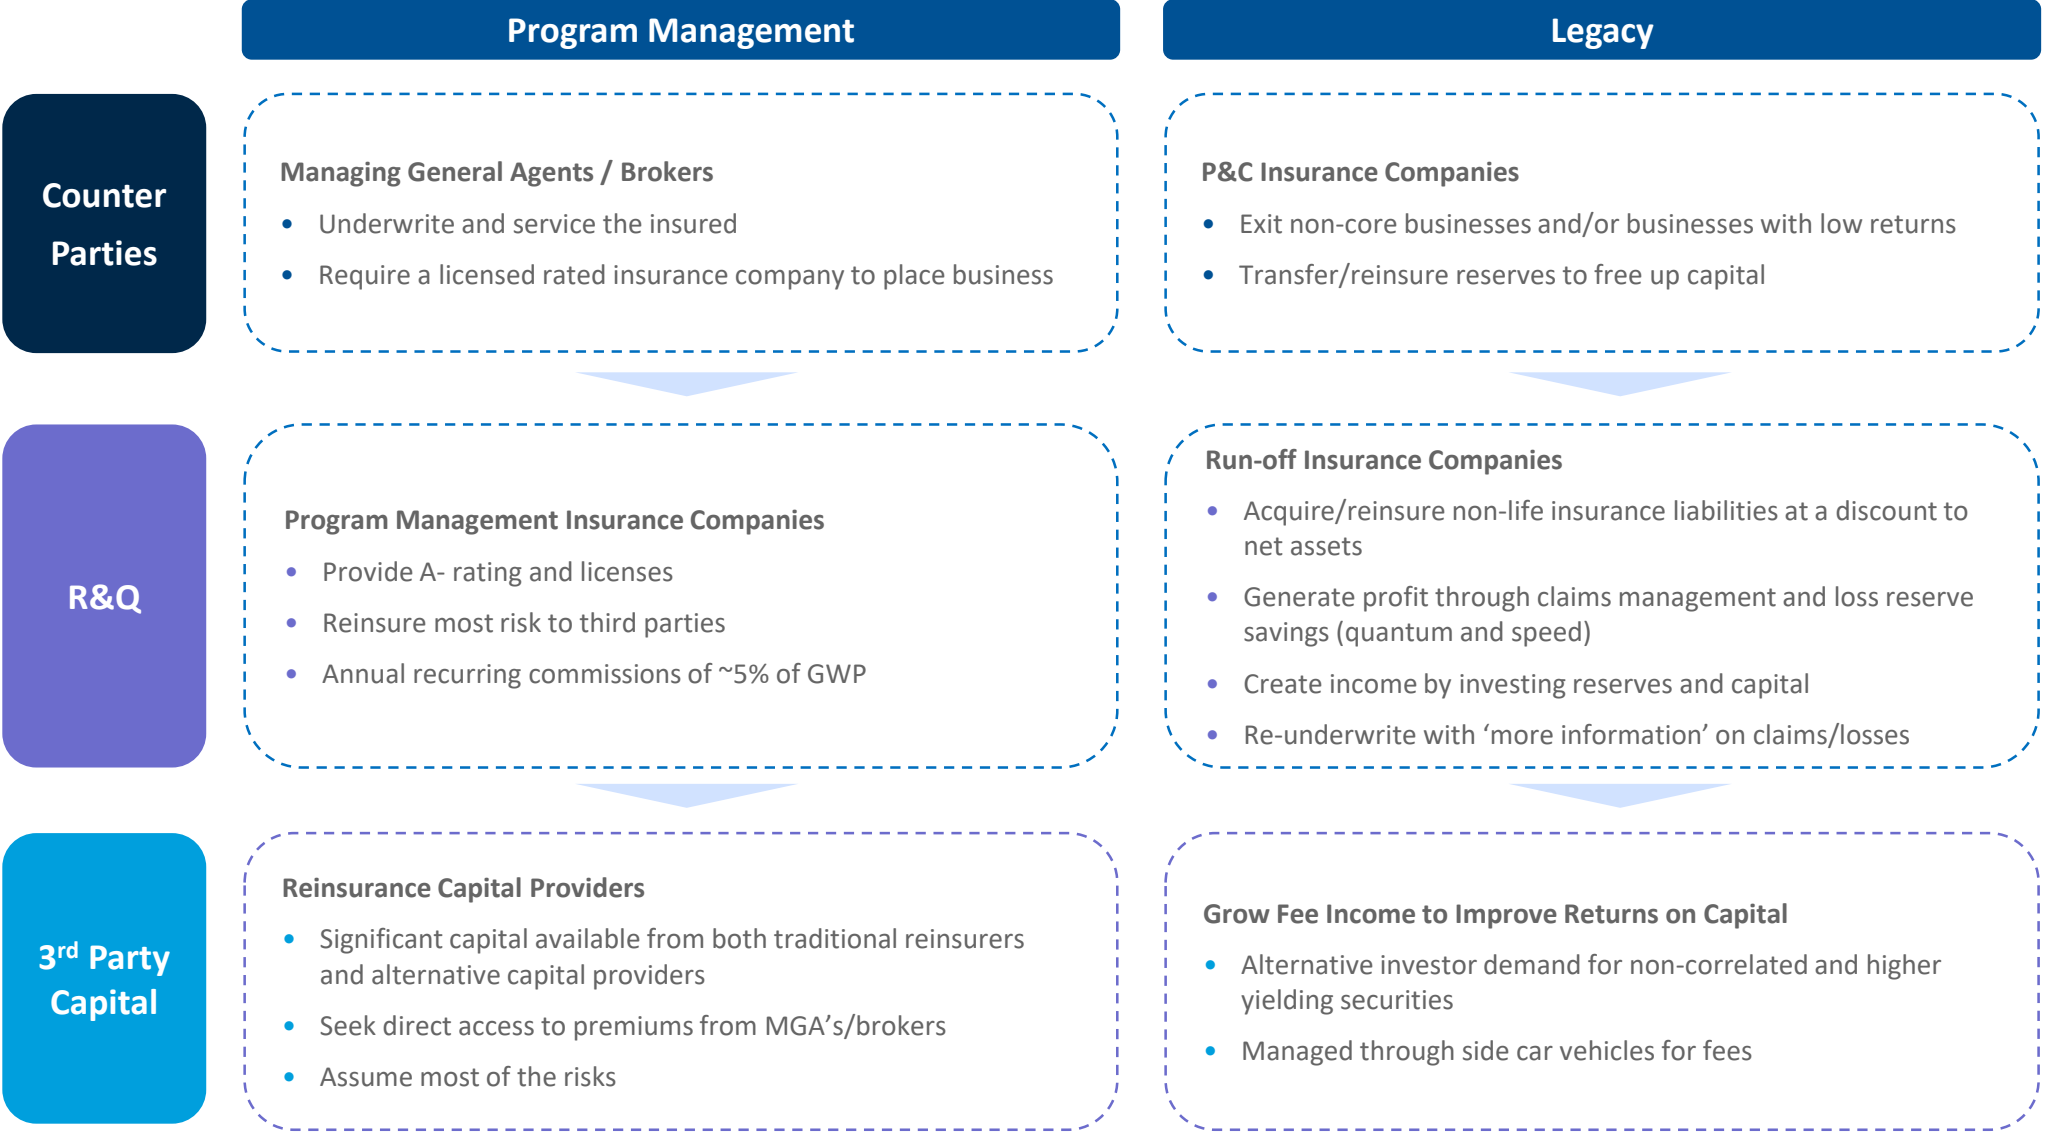 Program Management
Legacy
Counter
Parties
Managing General Agents / Brokers
• Underwrite and service the insured
• Require a licensed rated insurance company to place business
P&C Insurance Companies
• Exit non-core businesses and/or businesses with low returns
• Transfer/reinsure reserves to free up capital
R&Q
Program Management Insurance Companies
• Provide A- rating and licenses
• Reinsure most risk to third parties
• Annual recurring commissions of ~5% of GWP
Run-off Insurance Companies
• Acquire/reinsure non-life insurance liabilities at a discount to
net assets
• Generate profit through claims management and loss reserve
savings (quantum and speed)
• Create income by investing reserves and capital
• Re-underwrite with ‘more information’ on claims/losses
3rd Party
Capital
Reinsurance Capital Providers
• Significant capital available from both traditional reinsurers
and alternative capital providers
• Seek direct access to premiums from MGA’s/brokers
• Assume most of the risks
Grow Fee Income to Improve Returns on Capital
• Alternative investor demand for non-correlated and higher
yielding securities
• Managed through side car vehicles for fees